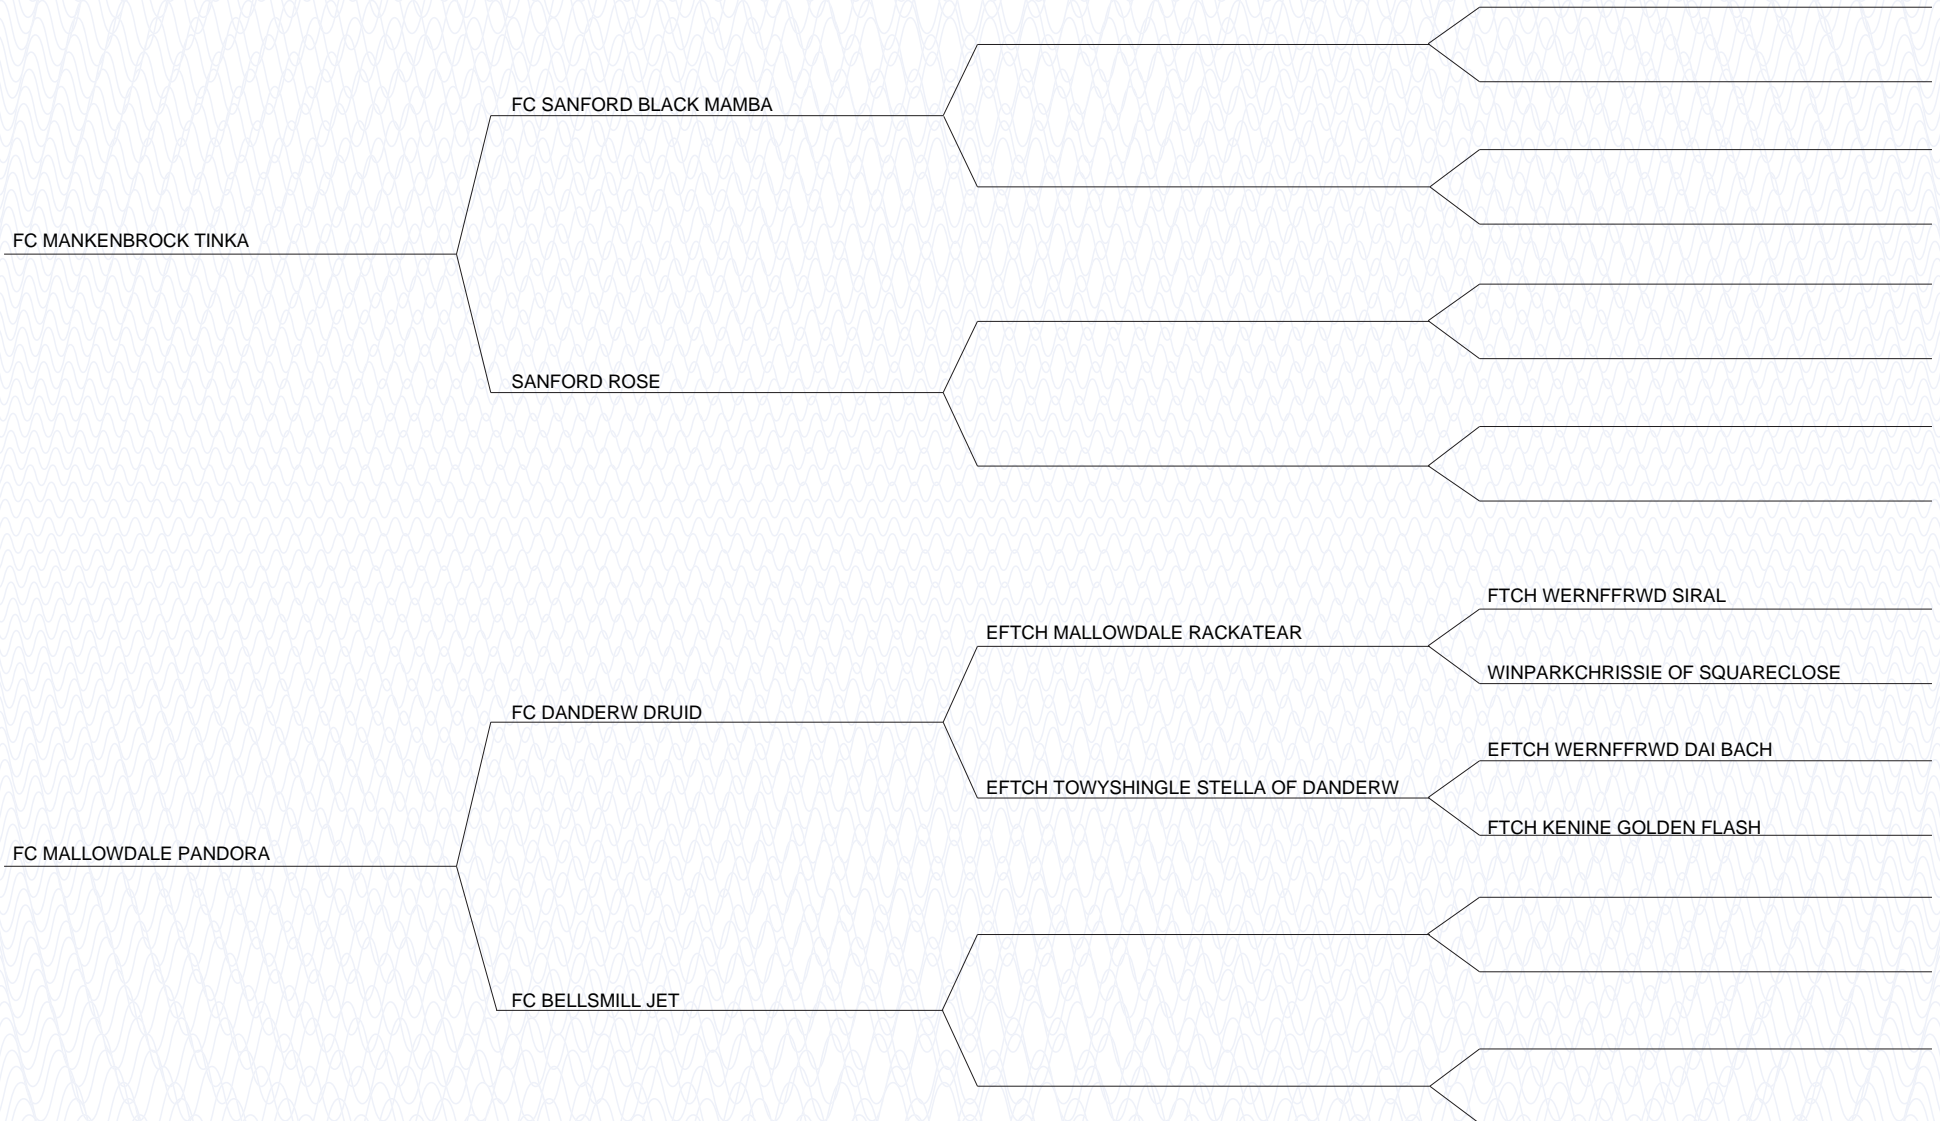 FC SANFORD BLACK MAMBA
FC MANKENBROCK TINKA
SANFORD ROSE
FTCH WERNFFRWD SIRAL
EFTCH MALLOWDALE RACKATEAR
WINPARKCHRISSIE OF SQUARECLOSE
FC DANDERW DRUID
EFTCH WERNFFRWD DAI BACH
EFTCH TOWYSHINGLE STELLA OF DANDERW
FTCH KENINE GOLDEN FLASH
FC MALLOWDALE PANDORA
FC BELLSMILL JET